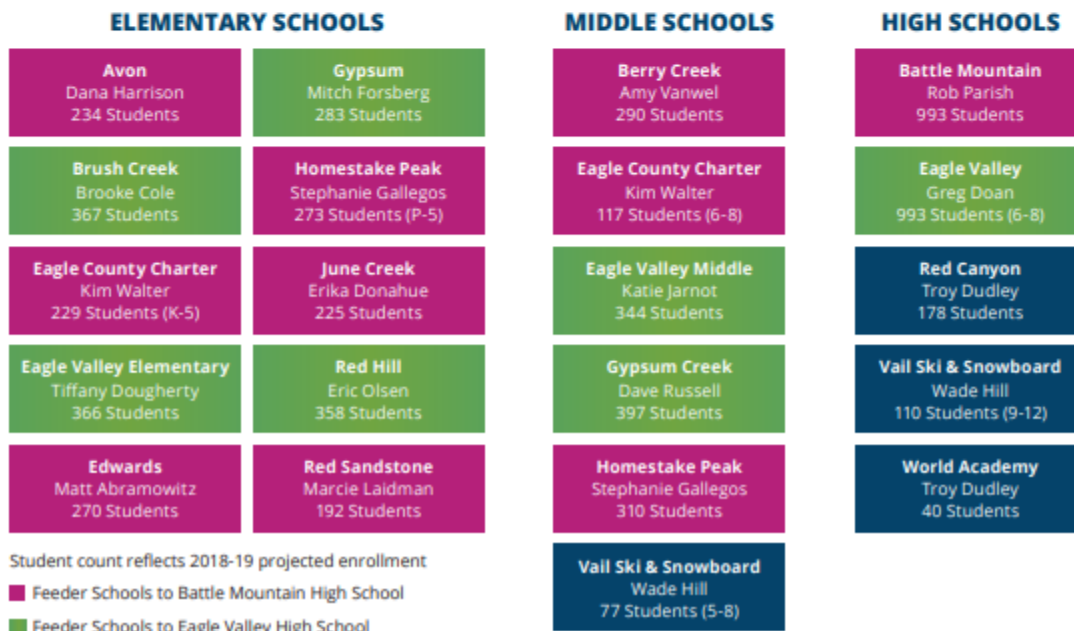 ELEMENTARY SCHOOLS
Avon
Dana Harrison
234 Students
Gypsum
Mitch Forsberg
283 Students
Brush Creek
Brooke Cole
367 Students
Homestake Peak
Stephanie Gallegos
273 Students (P-5)
Eagle County Charter
Kim Walter
229 Students (K-5)
June Creek
Erika Donahue
225 Students
Eagle Valley Elementary
Tiffany Dougherty
366 Students
Red Hill
Eric Olsen
358 Students
Edwards
Matt Abramowitz
270 Students
Red Sandstone
Marcie Laidman
192 Students
Student count reflects 2018-19 projected enrollment
Feeder Schools to Battle Mountain High School
Feeder Schools to Eagle Valley High School
MIDDLE SCHOOLS
Berry Creek
Amy Vanwel
290 Students
Eagle County Charter
Kim Walter
117 Students (6-8)
Eagle Valley Middle
Katie Jarnot
344 Students
Gypsum Creek
Dave Russell
397 Students
Homestake Peak
Stephanie Gallegos
310 Students
Vail Ski & Snowboard
Wade Hill
77 Students (5-8)
HIGH SCHOOLS
Battle Mountain
Rob Parish
993 Students
Eagle Valley
Greg Doan
993 Students (6-8)
Red Canyon
Troy Dudley
178 Students
Vail Ski & Snowboard
Wade Hill
110 Students (9-12)
World Academy
Troy Dudley
40 Students